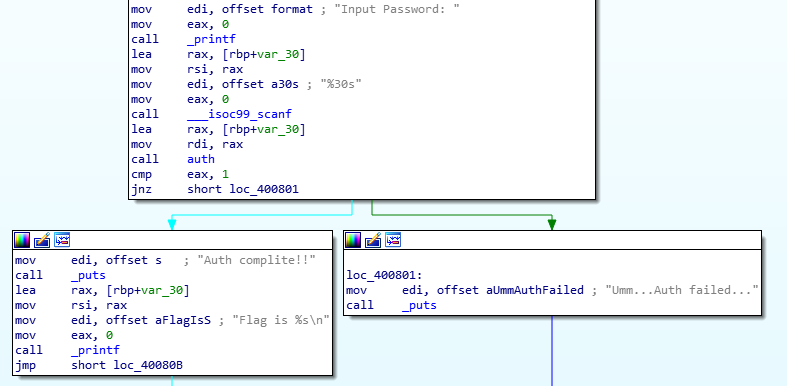 mov edi, offset format ; "Input Password: "
mov eax, 0
call _printf
lea rax, [rbp+var_30]
mov rsi, rax
mov edi, offset a30s ; "%30s"
mov eax, 0
call ___isoc99_scanf
lea rax, [rbp+var_30]
mov rdi, rax
call auth
cmp eax, 1
jnz short loc_400801
mov edi, offset s ; "Auth complite!!"
call _puts
lea rax, [rbp+var_30]
mov rsi, rax
mov edi, offset aFlagIsS ; "Flag is %s\n"
mov eax, 0
call _printf
jmp short loc_40080B
loc_400801:
mov edi, offset aUmmAuthFailed ; "Umm...Auth failed..."
call _puts